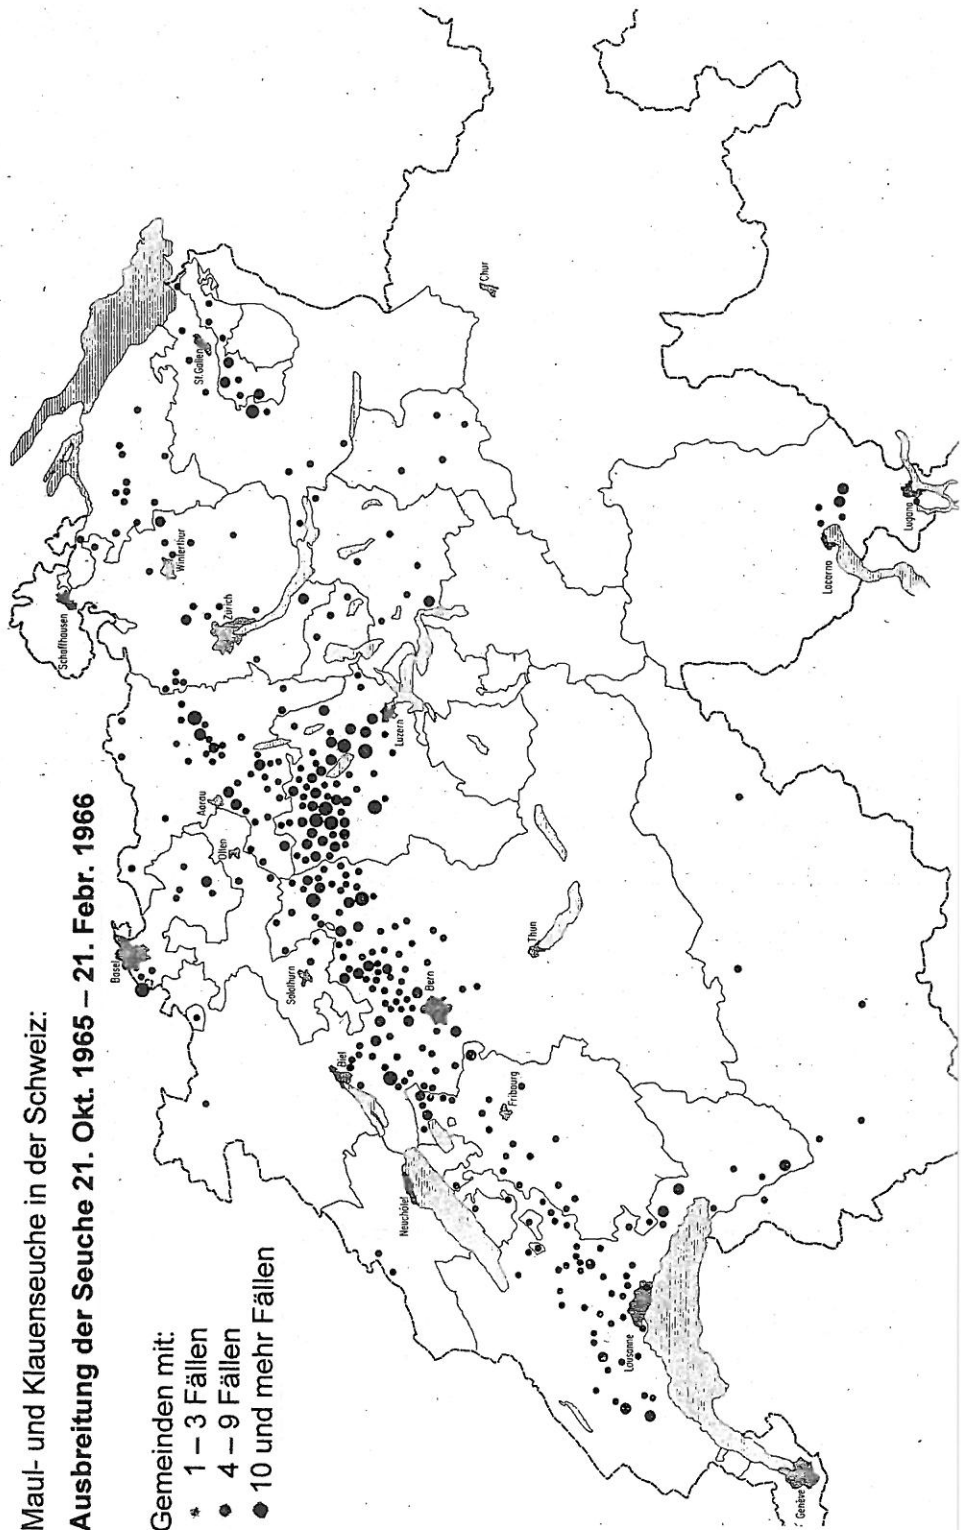 Maul- und Klauenseuche in der Schweiz:
Ausbreitung der Seuche 21. Okt. 1965 – 21. Febr. 1966
Gemeinden mit:
1 – 3 Fällen
4 – 9 Fällen
10 und mehr Fällen
Schaffhausen
Basel
Winterthur
St.Gallen
Zürich
Aarau
Olten
Solothurn
Biel
Luzern
Chur
Neuchâtel
Bern
Fribourg
Thun
Lausanne
Genève
Locarno
Lugano